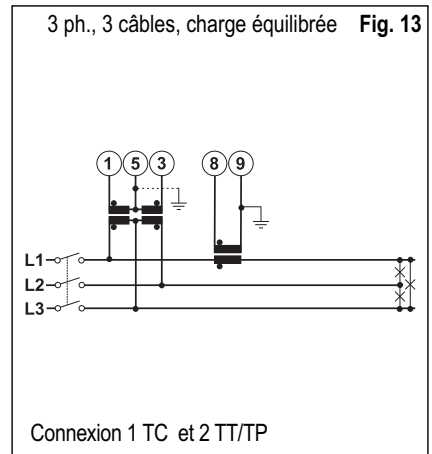 3 ph., 3 câbles, charge équilibrée Fig. 13
1 5 3 8 9
L1
L2
L3
Connexion 1 TC et 2 TT/TP